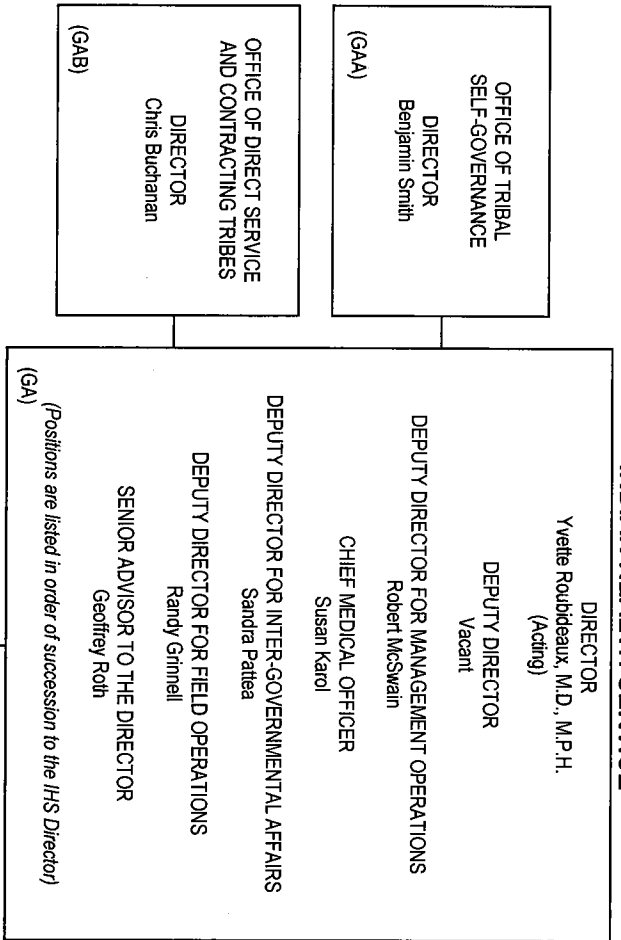 DIRECTOR
Yvette Roubideaux, M.D., M.P.H.
(Acting)
DEPUTY DIRECTOR
Vacant
DEPUTY DIRECTOR FOR MANAGEMENT OPERATIONS
Robert McSwain
CHIEF MEDICAL OFFICER
Susan Karol
DEPUTY DIRECTOR FOR INTER-GOVERNMENTAL AFFAIRS
Sandra Pattea
DEPUTY DIRECTOR FOR FIELD OPERATIONS
Randy Grinnell
SENIOR ADVISOR TO THE DIRECTOR
Geoffrey Roth
(Positions are listed in order of succession to the IHS Director)
(GA)
OFFICE OF TRIBAL
SELF-GOVERNANCE
DIRECTOR
Benjamin Smith
(GAA)
OFFICE OF DIRECT SERVICE
AND CONTRACTING TRIBES
DIRECTOR
Chris Buchanan
(GAB)